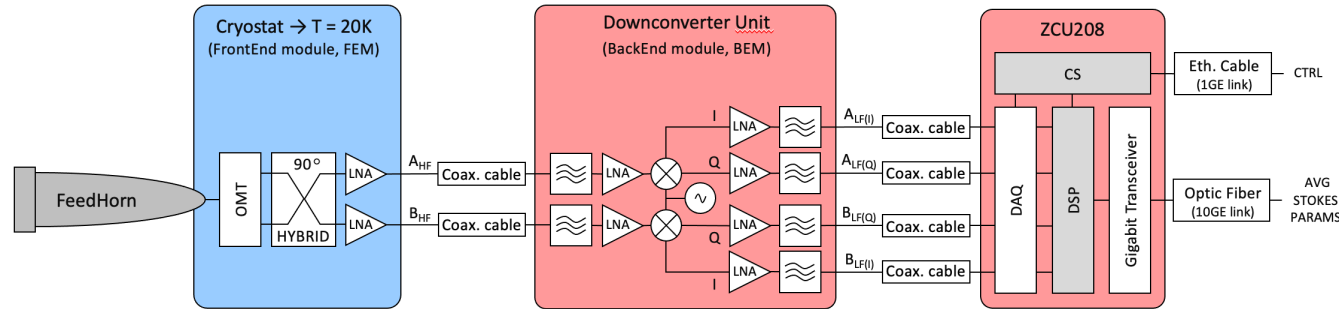 Cryostat → T = 20K
(FrontEnd module, FEM)
Downconverter Unit
(BackEnd module, BEM)
ZCU208
FeedHorn
OMT
90°
HYBRID
LNA
LNA
A_HF
B_HF
Coax. cable
Coax. cable
LNA
LNA
I
Q
Q
I
LNA
LNA
LNA
LNA
A_LF(I)
A_LF(Q)
B_LF(Q)
B_LF(I)
Coax. cable
Coax. cable
Coax. cable
Coax. cable
CS
DAQ
DSP
Gigabit Transceiver
Eth. Cable
(1GE link)
CTRL
Optic Fiber
(10GE link)
AVG
STOKES
PARAMS